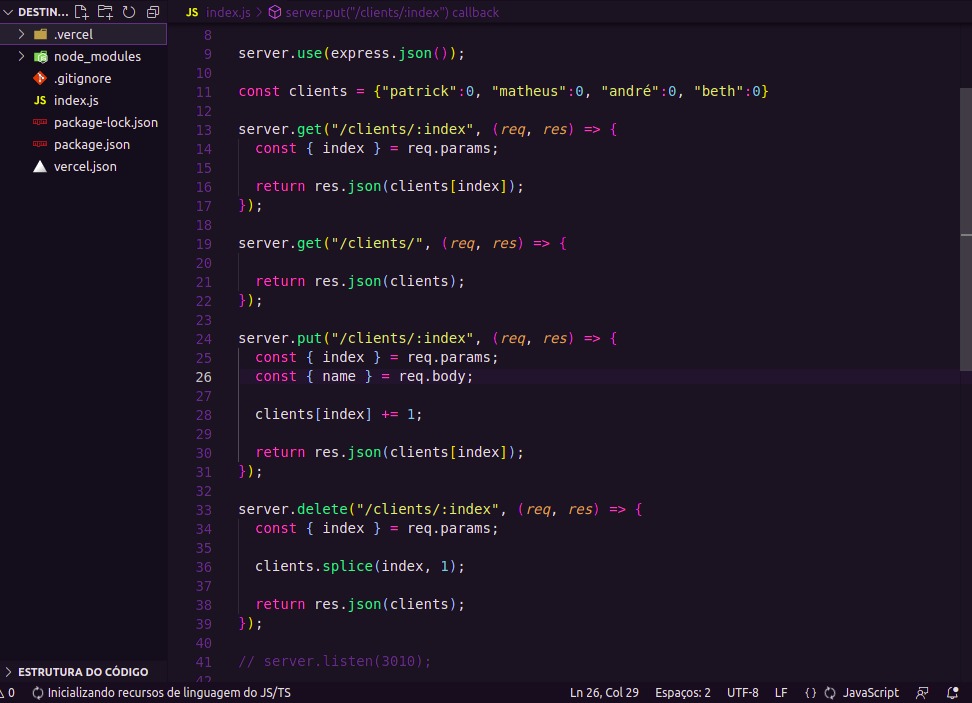 DESTIN...
.vercel
node_modules
.gitignore
JS index.js
package-lock.json
package.json
vercel.json
ESTRUTURA DO CÓDIGO
JS index.js > server.put("/clients/:index") callback
8
9 server.use(express.json());
10
11 const clients = {"patrick":0, "matheus":0, "andré":0, "beth":0}
12
13 server.get("/clients/:index", (req, res) => {
14 const { index } = req.params;
15
16 return res.json(clients[index]);
17 });
18
19 server.get("/clients/", (req, res) => {
20
21 return res.json(clients);
22 });
23
24 server.put("/clients/:index", (req, res) => {
25 const { index } = req.params;
26 const { name } = req.body;
27
28 clients[index] += 1;
29
30 return res.json(clients[index]);
31 });
32
33 server.delete("/clients/:index", (req, res) => {
34 const { index } = req.params;
35
36 clients.splice(index, 1);
37
38 return res.json(clients);
39 });
40
41 // server.listen(3010);
42
0 Inicializando recursos de linguagem do JS/TS Ln 26, Col 29 Espaços: 2 UTF-8 LF {} JavaScript